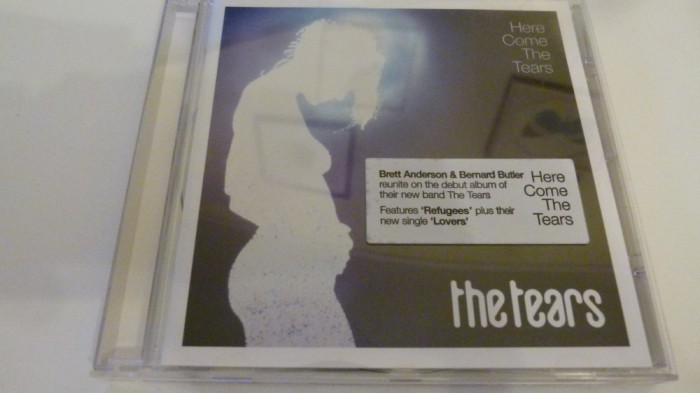 Here
Come
The
Tears
Brett Anderson & Bernard Butler
reunite on the debut album of
their new band The Tears
Features 'Refugees' plus their
new single 'Lovers'
Here
Come
The
Tears
the tears